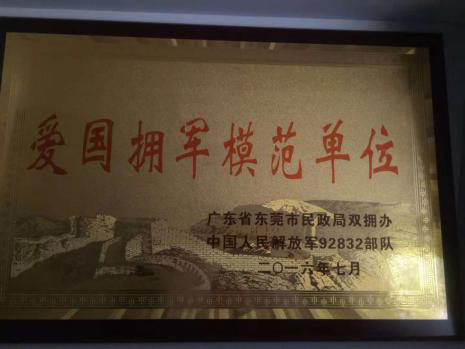 爱国拥军模范单位
广东省东莞市民政局双拥办
中国人民解放军92832部队
二〇一六年七月